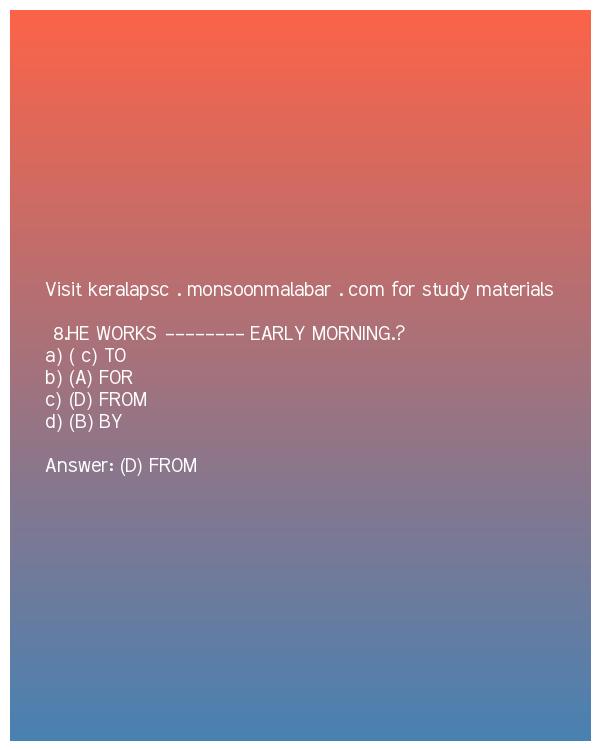 Visit keralapsc . monsoonmalabar . com for study materials
8.HE WORKS -------- EARLY MORNING.?
a) ( c) TO
b) (A) FOR
c) (D) FROM
d) (B) BY
Answer: (D) FROM